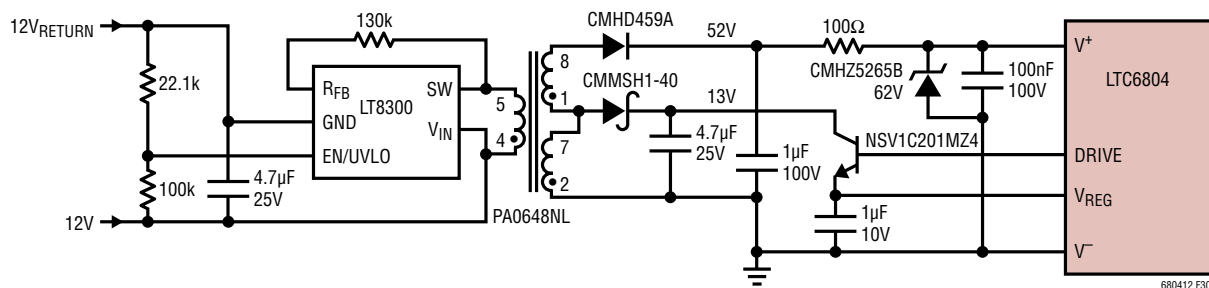 12VRETURN
130k
CMHD459A
52V
100Ω
22.1k
RFB
SW
LT8300
GND
VIN
EN/UVLO
5
4
8
1
7
2
CMMSH1-40
13V
CMHZ5265B
62V
100nF
100V
V+
LTC6804
4.7µF
25V
1µF
100V
NSV1C201MZ4
DRIVE
100k
4.7µF
25V
12V
PA0648NL
VREG
1µF
10V
V–
680412 F30